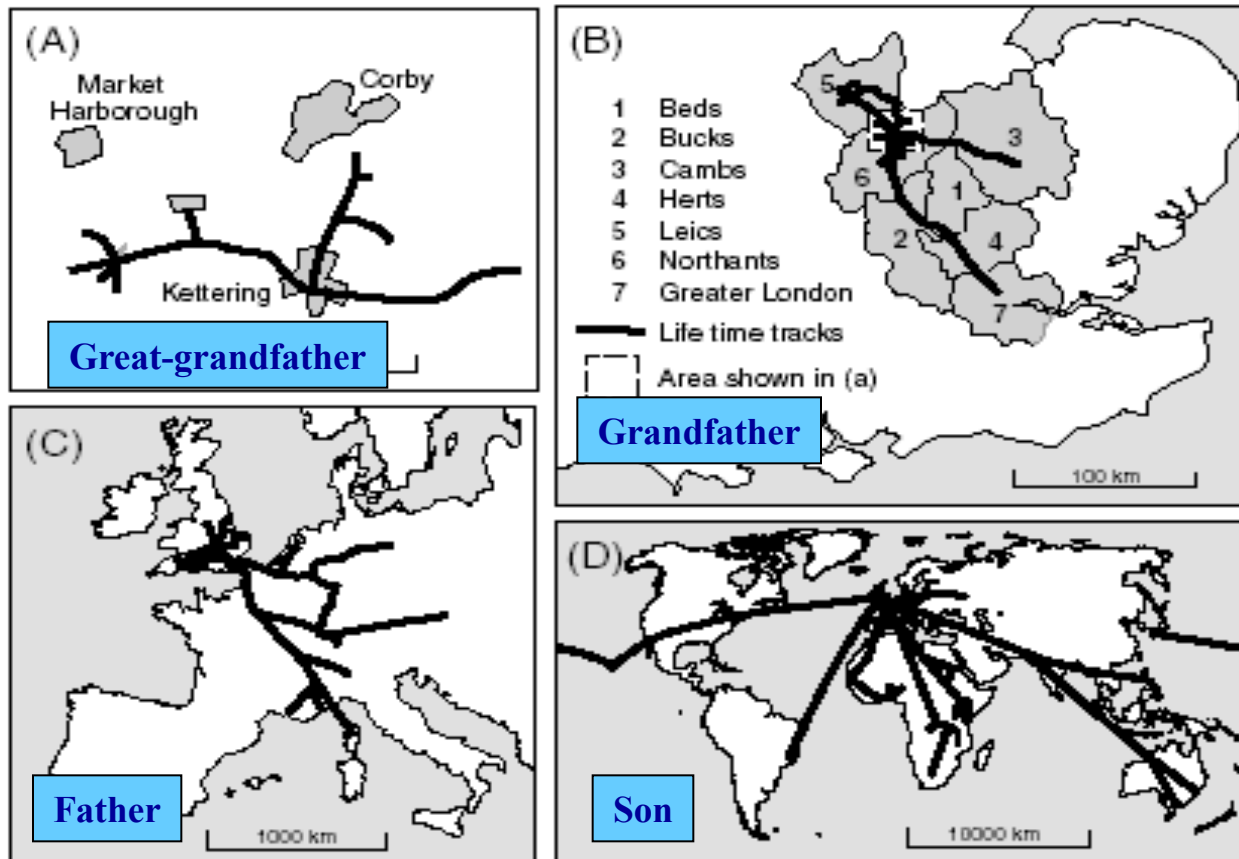 (A)
Market
Harborough
Corby
Kettering
Great-grandfather
(B)
1 Beds
2 Bucks
3 Cambs
4 Herts
5 Leics
6 Northants
7 Greater London
Life time tracks
Area shown in (a)
5
3
6
1
2
4
7
Grandfather
100 km
(C)
Father
1000 km
(D)
Son
10000 km